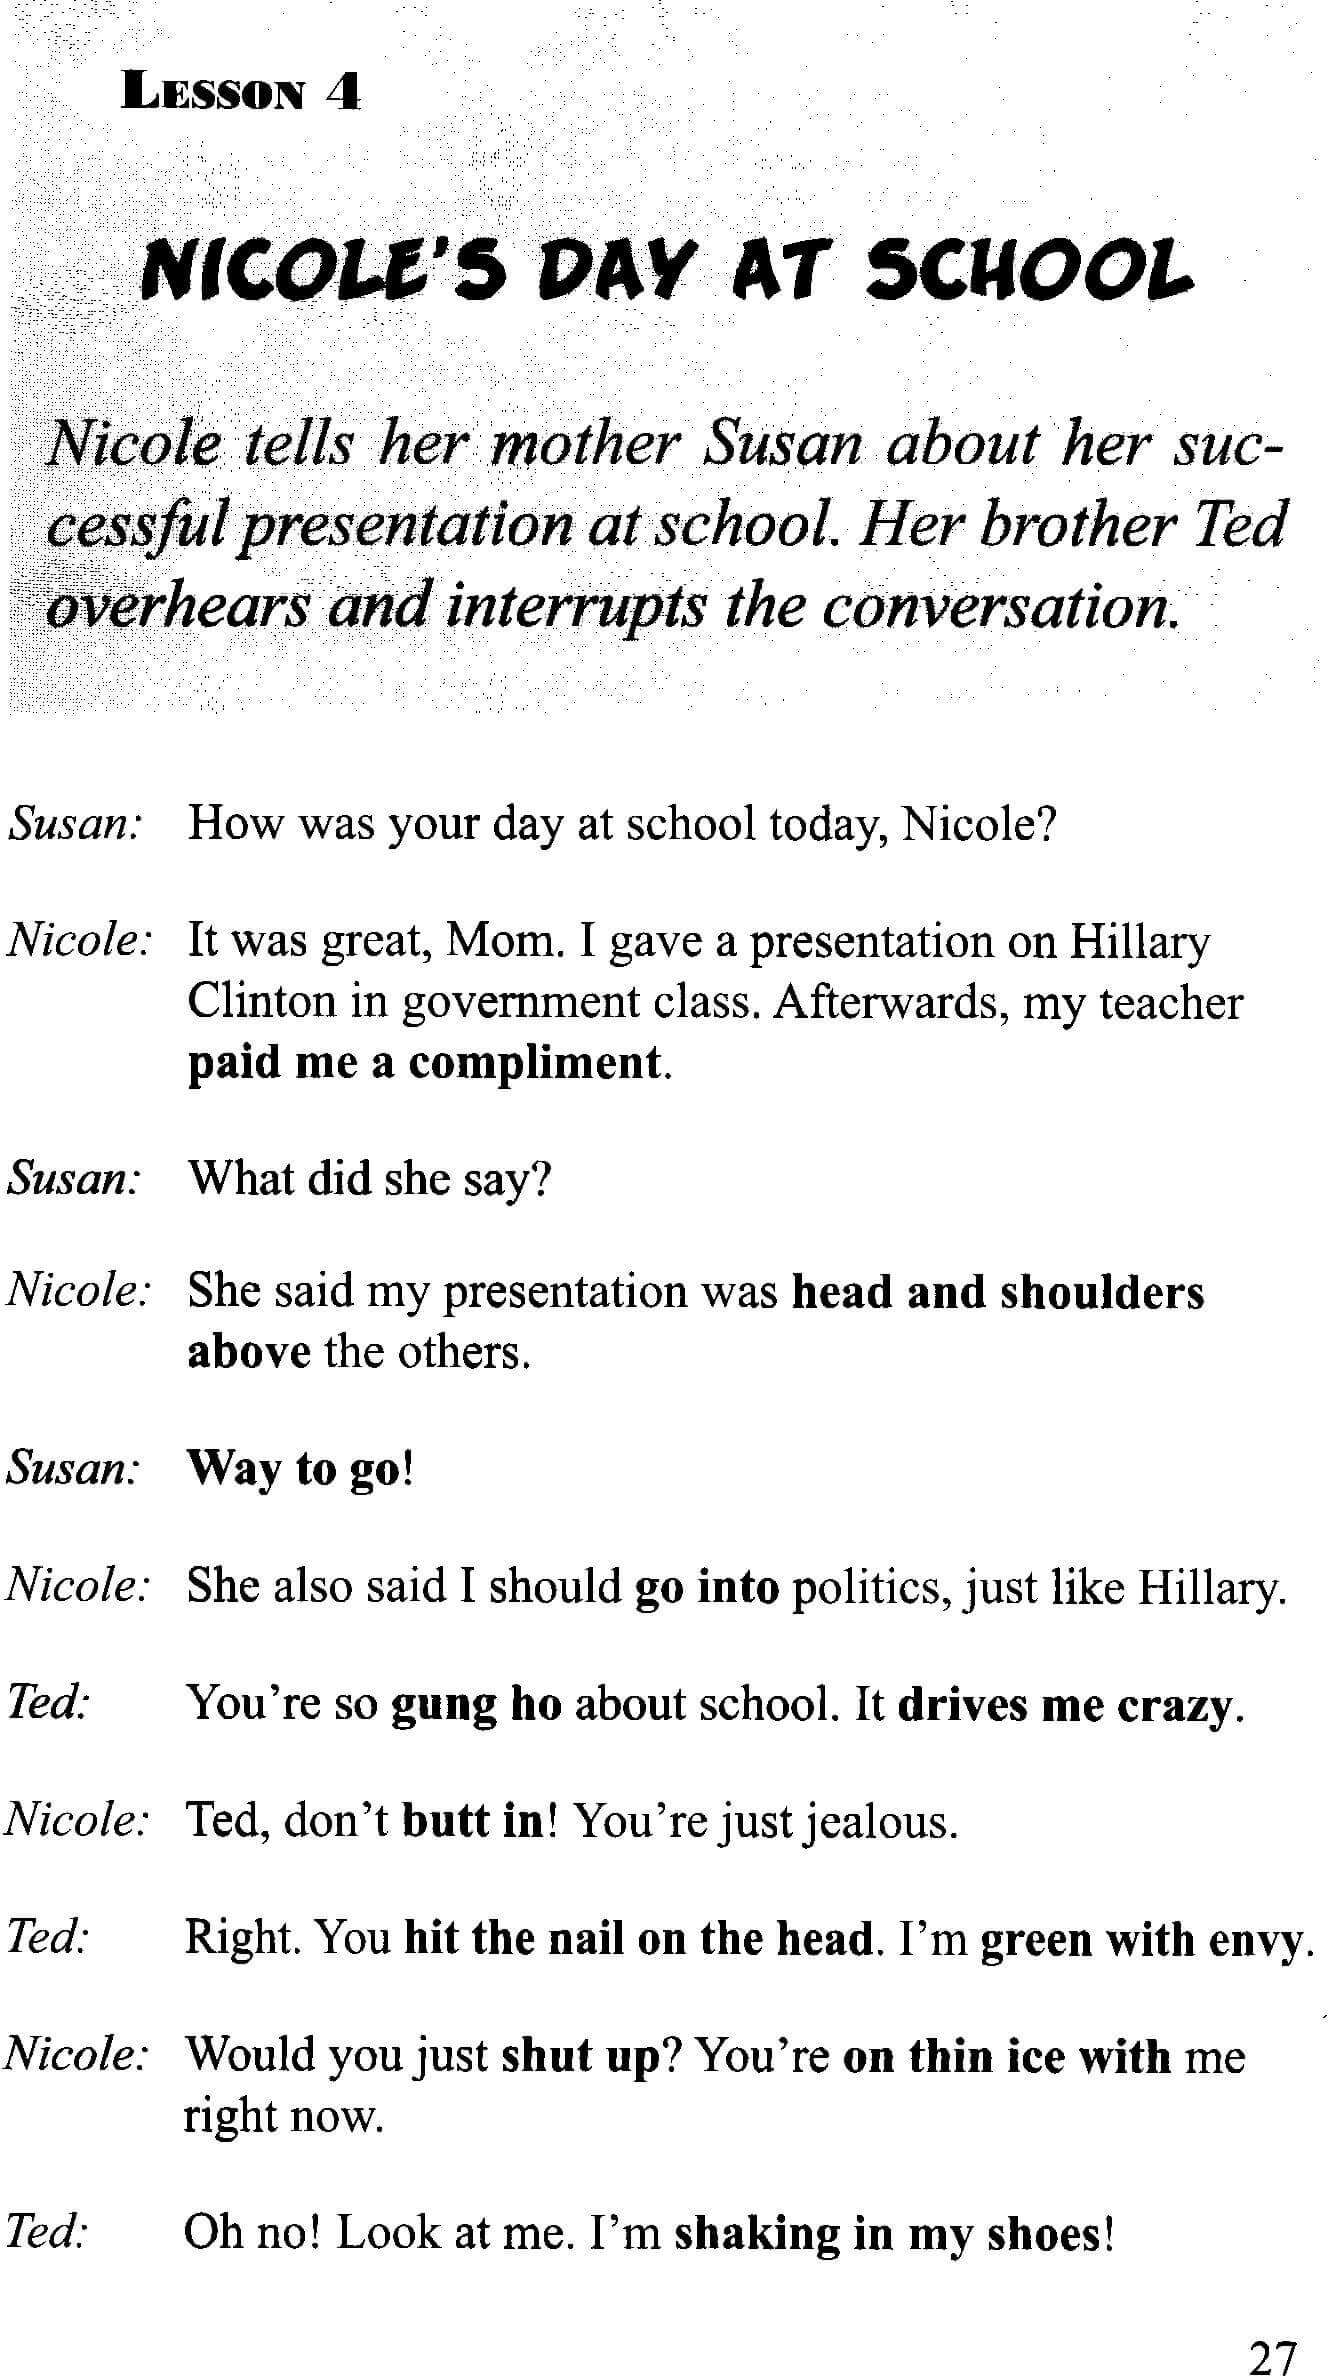 LESSON 4
NICOLE'S DAY AT SCHOOL
Nicole tells her mother Susan about her suc-
cessful presentation at school. Her brother Ted
overhears and interrupts the conversation.
Susan: How was your day at school today, Nicole?
Nicole: It was great, Mom. I gave a presentation on Hillary
Clinton in government class. Afterwards, my teacher
paid me a compliment.
Susan: What did she say?
Nicole: She said my presentation was head and shoulders
above the others.
Susan: Way to go!
Nicole: She also said I should go into politics, just like Hillary.
Ted: You're so gung ho about school. It drives me crazy.
Nicole: Ted, don't butt in! You're just jealous.
Ted: Right. You hit the nail on the head. I'm green with envy.
Nicole: Would you just shut up? You're on thin ice with me
right now.
Ted: Oh no! Look at me. I'm shaking in my shoes!
27